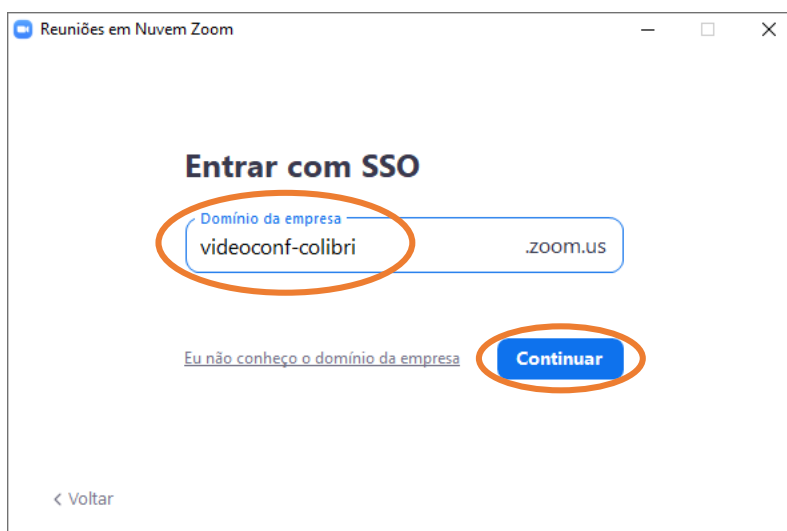 Reuniões em Nuvem Zoom
Entrar com SSO
Domínio da empresa
videoconf-colibri .zoom.us
Eu não conheço o domínio da empresa Continuar
Voltar